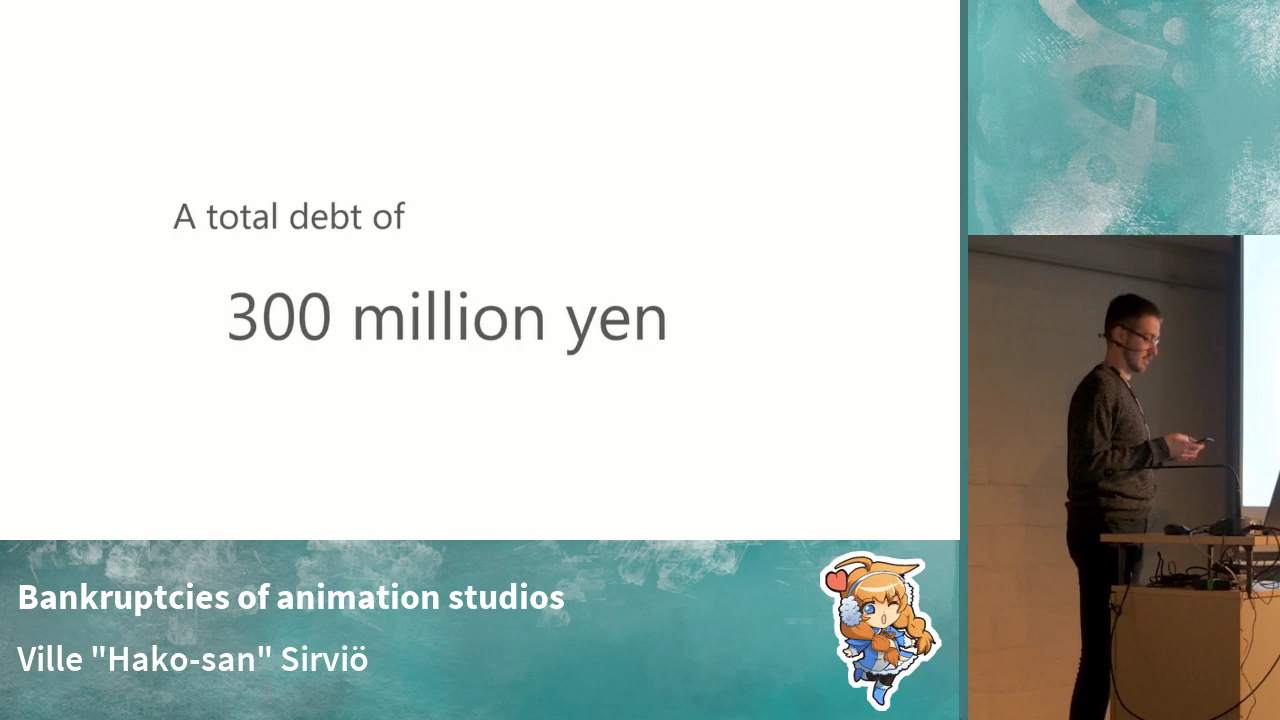 A total debt of
300 million yen
Bankruptcies of animation studios
Ville "Hako-san" Sirviö